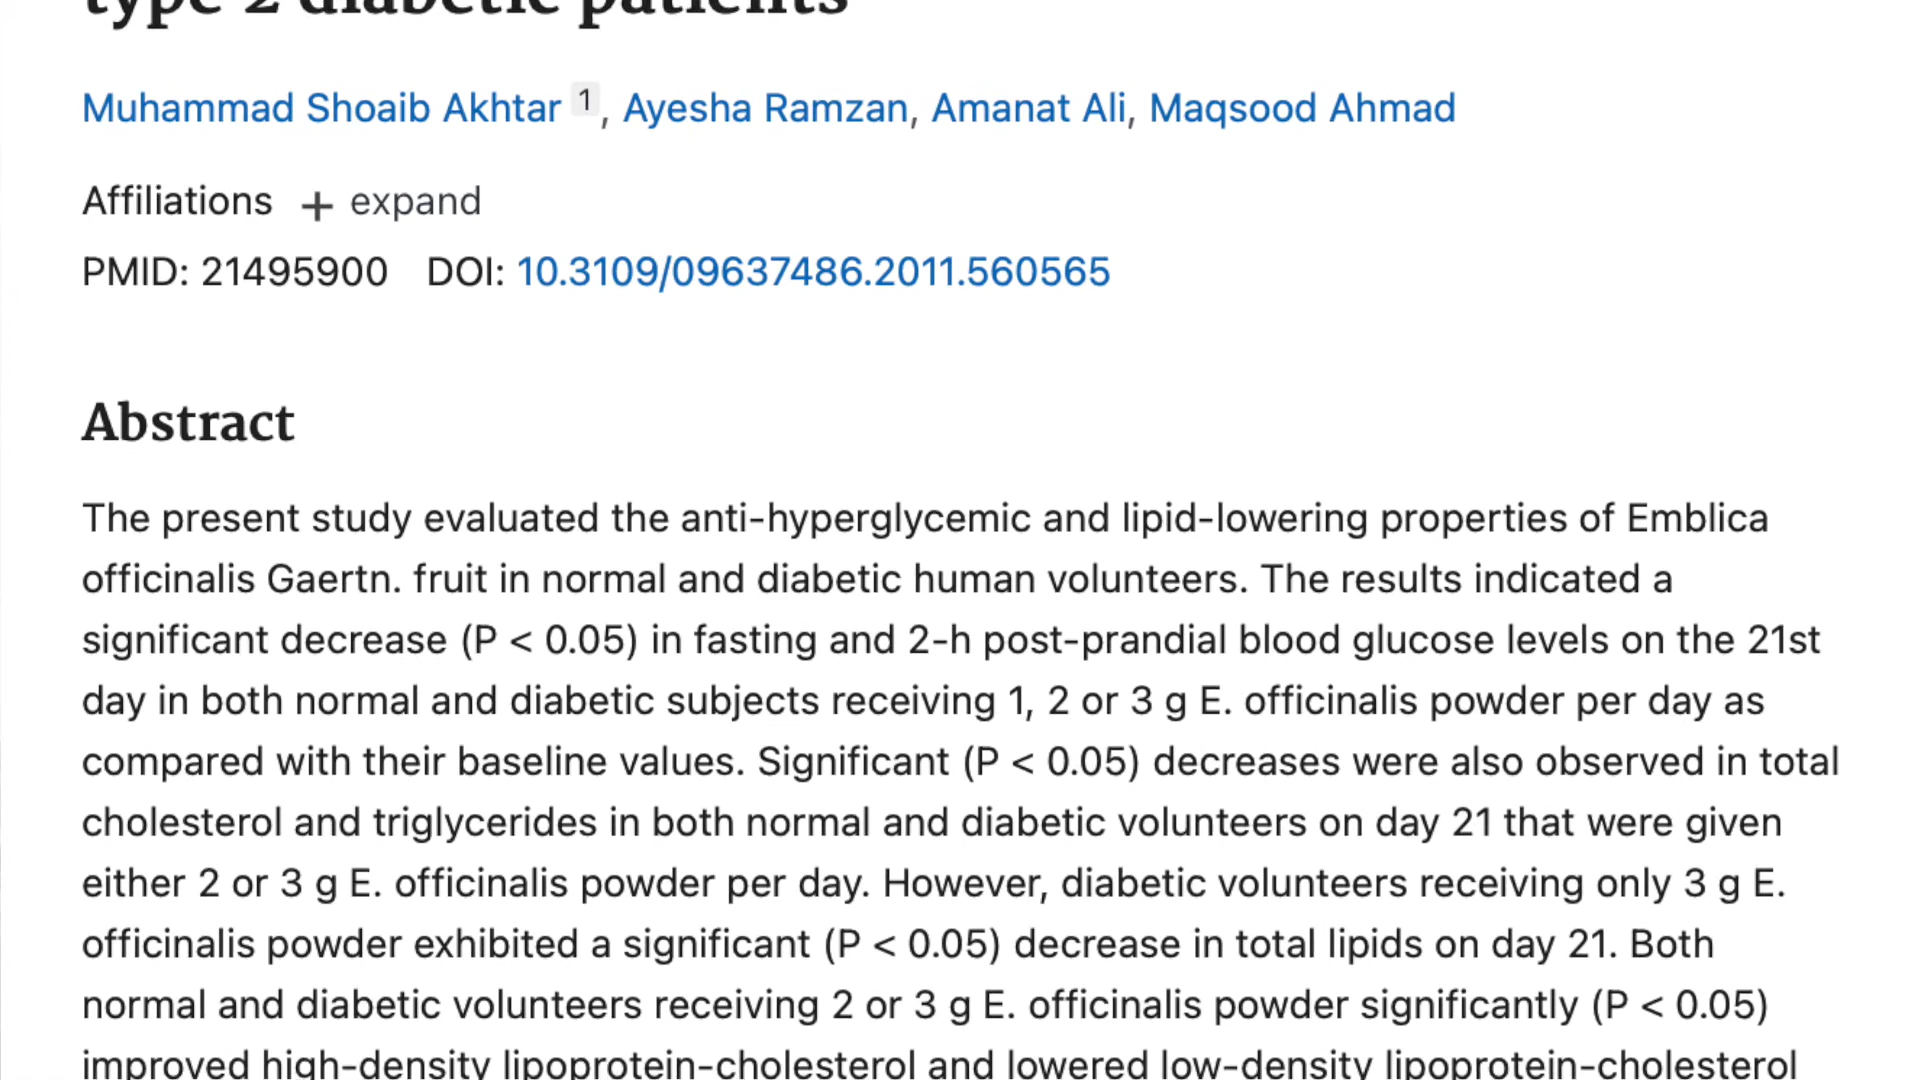 type 2 diabetic patients
Muhammad Shoaib Akhtar 1, Ayesha Ramzan, Amanat Ali, Maqsood Ahmad
Affiliations + expand
PMID: 21495900 DOI: 10.3109/09637486.2011.560565
Abstract
The present study evaluated the anti-hyperglycemic and lipid-lowering properties of Emblica
officinalis Gaertn. fruit in normal and diabetic human volunteers. The results indicated a
significant decrease (P < 0.05) in fasting and 2-h post-prandial blood glucose levels on the 21st
day in both normal and diabetic subjects receiving 1, 2 or 3 g E. officinalis powder per day as
compared with their baseline values. Significant (P < 0.05) decreases were also observed in total
cholesterol and triglycerides in both normal and diabetic volunteers on day 21 that were given
either 2 or 3 g E. officinalis powder per day. However, diabetic volunteers receiving only 3 g E.
officinalis powder exhibited a significant (P < 0.05) decrease in total lipids on day 21. Both
normal and diabetic volunteers receiving 2 or 3 g E. officinalis powder significantly (P < 0.05)
improved high-density lipoprotein-cholesterol and lowered low-density lipoprotein-cholesterol